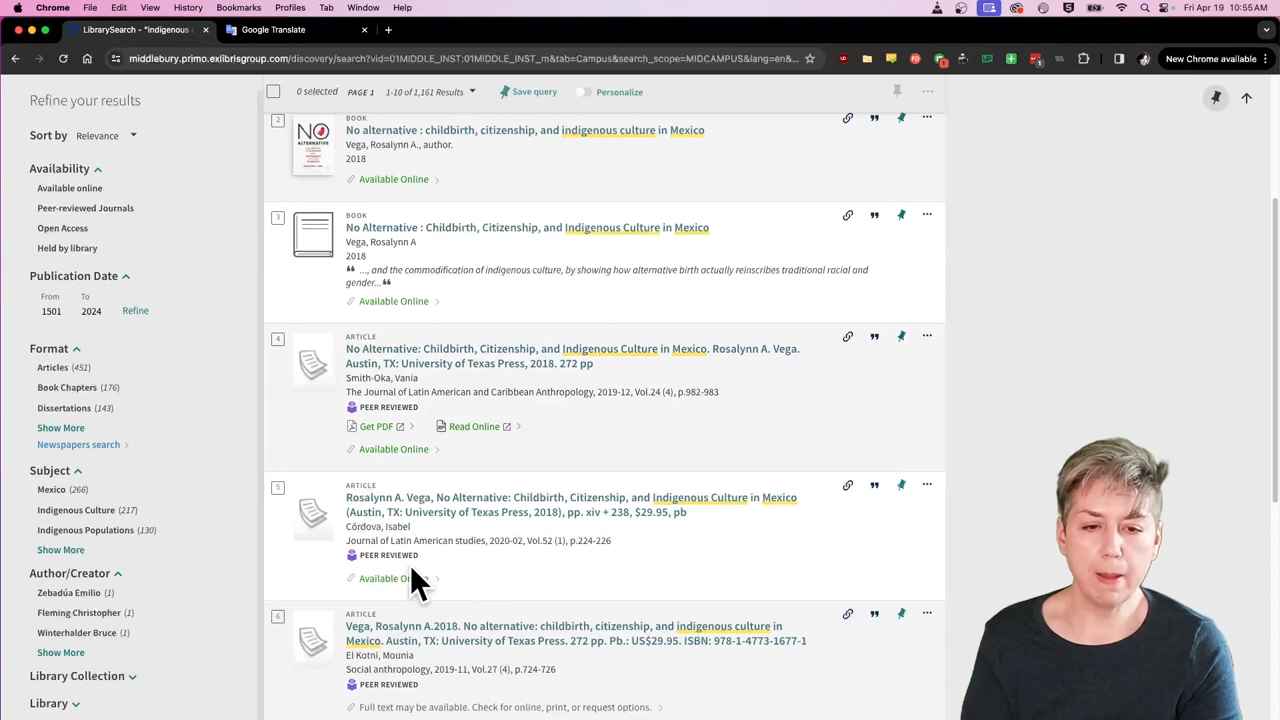 Chrome File Edit View History Bookmarks Profiles Tab Window Help Fri Apr 19 10:55 AM
LibrarySearch - "indigenous Google Translate
middlebury.primo.exlibrisgroup.com/discovery/search?vid=01MIDDLE_INST:01MIDDLE_INST_m&tab=Campus&search_scope=MIDCAMPUS&lang=en&... New Chrome available
Refine your results
0 selected PAGE 1 1-10 of 1,161 Results Save query Personalize
Sort by Relevance
Availability
Available online
Peer-reviewed Journals
Open Access
Held by library
Publication Date
From To
1501 2024 Refine
Format
Articles (451)
Book Chapters (176)
Dissertations (143)
Show More
Newspapers search
Subject
Mexico (266)
Indigenous Culture (217)
Indigenous Populations (130)
Show More
Author/Creator
Zebadúa Emilio (1)
Fleming Christopher (1)
Winterhalder Bruce (1)
Show More
Library Collection
Library
2
BOOK
No alternative : childbirth, citizenship, and indigenous culture in Mexico
Vega, Rosalynn A., author.
2018
Available Online
NO ALTERNATIVE
3
BOOK
No Alternative : Childbirth, Citizenship, and Indigenous Culture in Mexico
Vega, Rosalynn A
2018
❝ ..., and the commodification of indigenous culture, by showing how alternative birth actually reinscribes traditional racial and
gender...❝
Available Online
4
ARTICLE
No Alternative: Childbirth, Citizenship, and Indigenous Culture in Mexico. Rosalynn A. Vega.
Austin, TX: University of Texas Press, 2018. 272 pp
Smith-Oka, Vania
The Journal of Latin American and Caribbean Anthropology, 2019-12, Vol.24 (4), p.982-983
PEER REVIEWED
Get PDF Read Online
Available Online
5
ARTICLE
Rosalynn A. Vega, No Alternative: Childbirth, Citizenship, and Indigenous Culture in Mexico
(Austin, TX: University of Texas Press, 2018), pp. xiv + 238, $29.95, pb
Córdova, Isabel
Journal of Latin American studies, 2020-02, Vol.52 (1), p.224-226
PEER REVIEWED
Available Online
6
ARTICLE
Vega, Rosalynn A.2018. No alternative: childbirth, citizenship, and indigenous culture in
Mexico. Austin, TX: University of Texas Press. 272 pp. Pb.: US$29.95. ISBN: 978-1-4773-1677-1
El Kotni, Mounia
Social anthropology, 2019-11, Vol.27 (4), p.724-726
PEER REVIEWED
Full text may be available. Check for online, print, or request options.